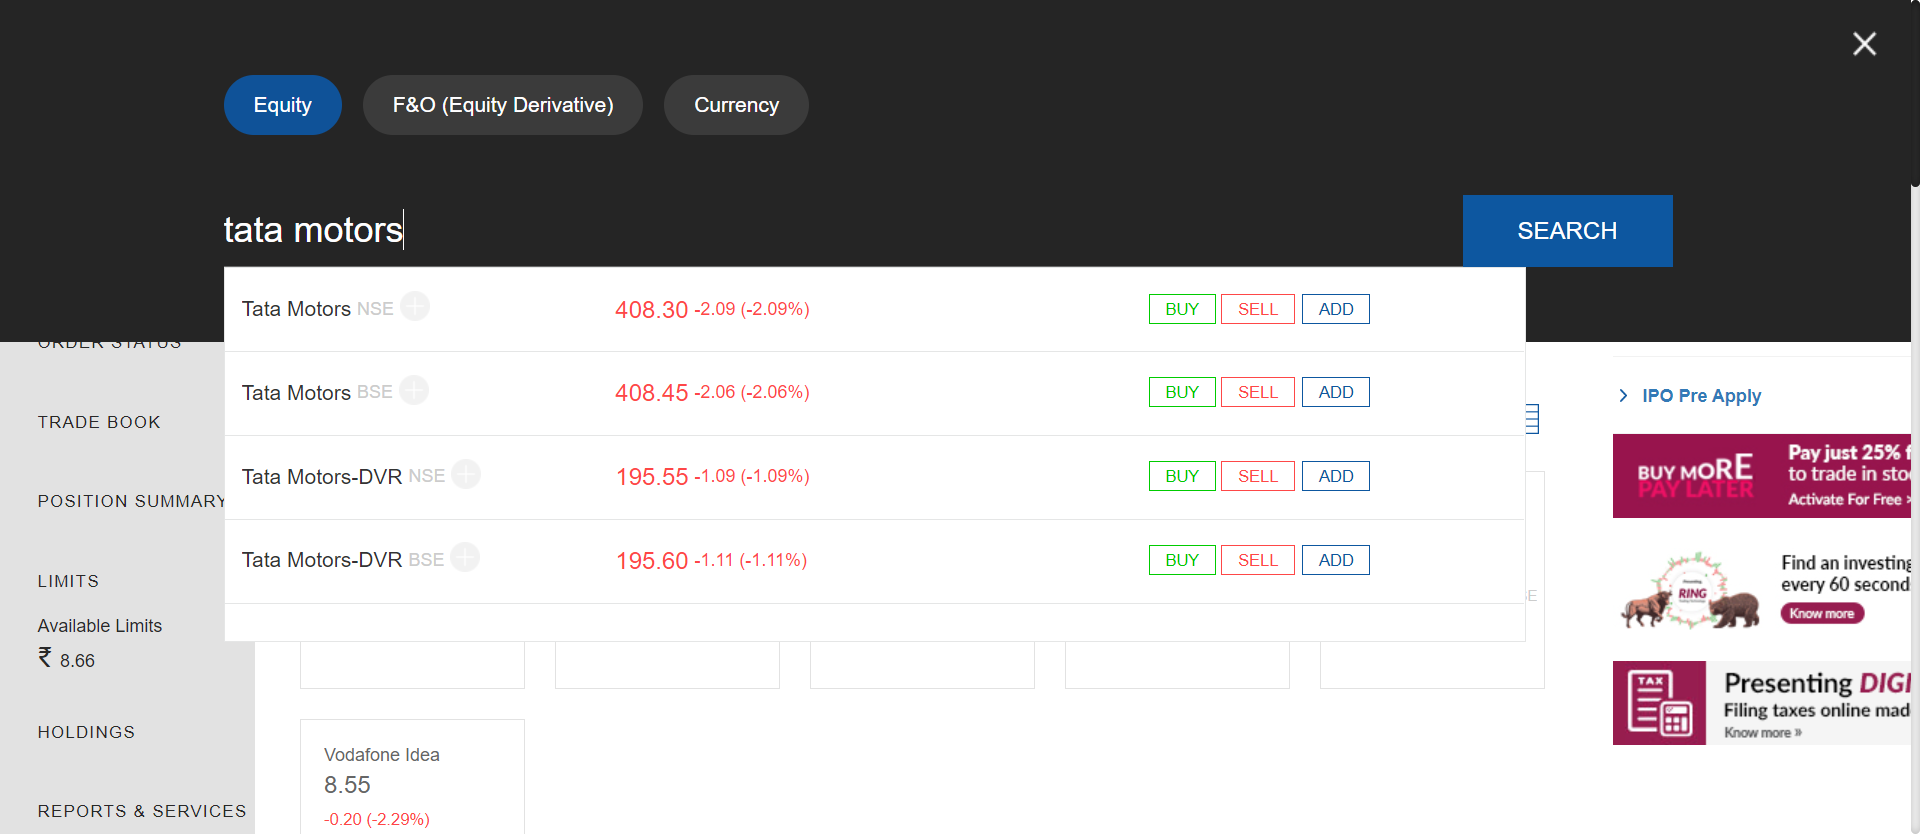 Equity
F&O (Equity Derivative)
Currency
tata motors
SEARCH
Tata Motors NSE
408.30 -2.09 (-2.09%)
BUY SELL ADD
Tata Motors BSE
408.45 -2.06 (-2.06%)
BUY SELL ADD
Tata Motors-DVR NSE
195.55 -1.09 (-1.09%)
BUY SELL ADD
Tata Motors-DVR BSE
195.60 -1.11 (-1.11%)
BUY SELL ADD
ORDER STATUS
TRADE BOOK
POSITION SUMMARY
LIMITS
Available Limits
₹ 8.66
HOLDINGS
REPORTS & SERVICES
Vodafone Idea
8.55
-0.20 (-2.29%)
IPO Pre Apply
BUY MORE
PAY LATER
Pay just 25% f
to trade in sto
Activate For Free »
RING
Find an investing
every 60 second
Know more
TAX
Presenting DIGI
Filing taxes online mad
Know more »